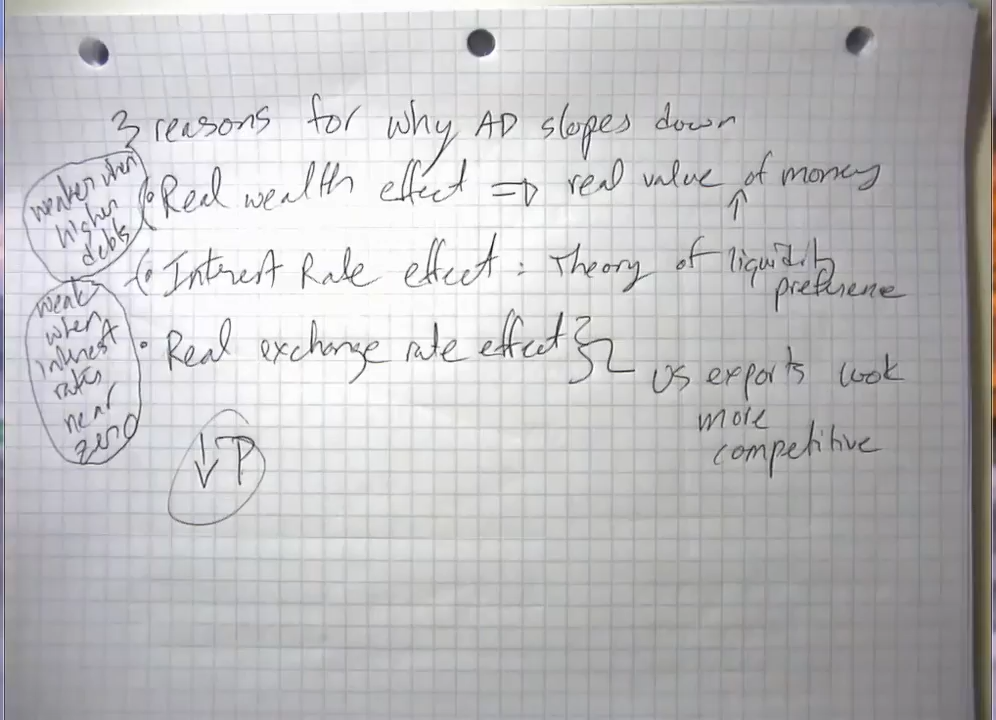 3 reasons for why AD slopes down
weaker when
higher
debts
• Real wealth effect ⇒ real value of money
↑
• Interest Rate effect : Theory of liquidity
preference
weak
when
interest
rates
near
zero
• Real exchange rate effect } US exports look
more
competitive
↓ P